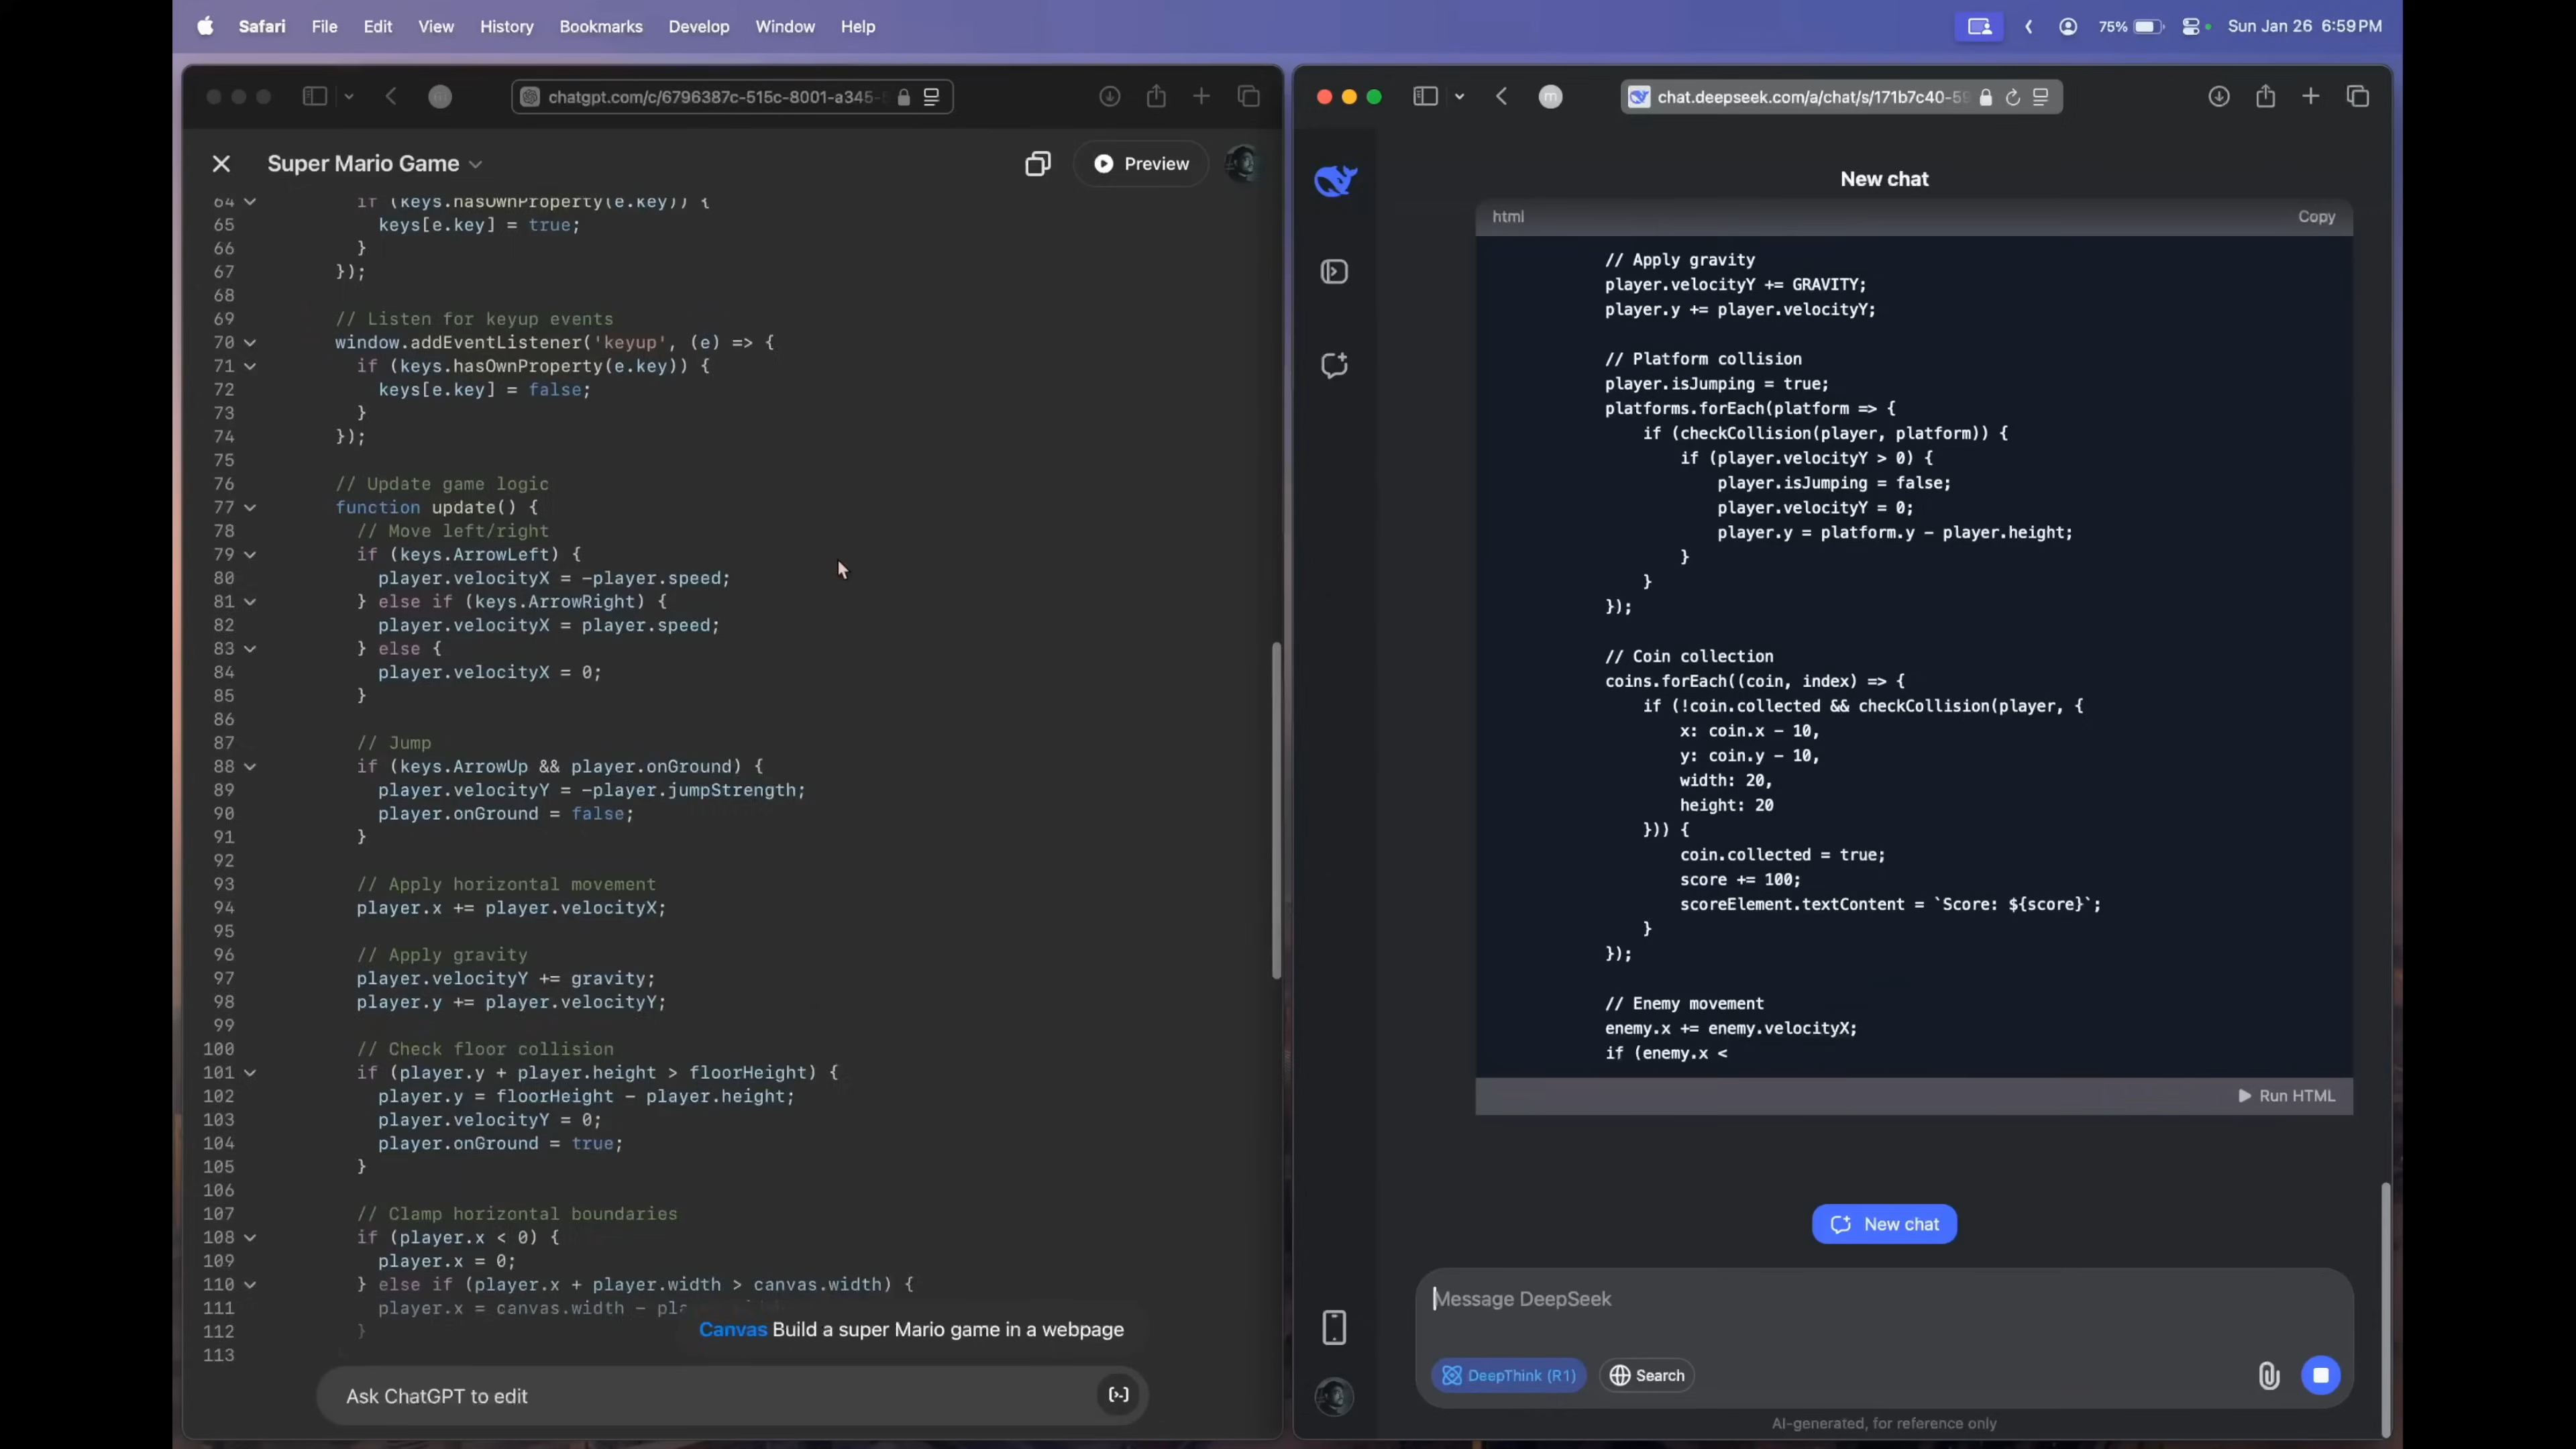 Safari File Edit View History Bookmarks Develop Window Help
75% Sun Jan 26 6:59 PM
chatgpt.com/c/6796387c-515c-8001-a345-
Super Mario Game
Preview
64 if (keys.hasOwnProperty(e.key)) {
65 keys[e.key] = true;
66 }
67 });
68
69 // Listen for keyup events
70 window.addEventListener('keyup', (e) => {
71 if (keys.hasOwnProperty(e.key)) {
72 keys[e.key] = false;
73 }
74 });
75
76 // Update game logic
77 function update() {
78 // Move left/right
79 if (keys.ArrowLeft) {
80 player.velocityX = -player.speed;
81 } else if (keys.ArrowRight) {
82 player.velocityX = player.speed;
83 } else {
84 player.velocityX = 0;
85 }
86
87 // Jump
88 if (keys.ArrowUp && player.onGround) {
89 player.velocityY = -player.jumpStrength;
90 player.onGround = false;
91 }
92
93 // Apply horizontal movement
94 player.x += player.velocityX;
95
96 // Apply gravity
97 player.velocityY += gravity;
98 player.y += player.velocityY;
99
100 // Check floor collision
101 if (player.y + player.height > floorHeight) {
102 player.y = floorHeight - player.height;
103 player.velocityY = 0;
104 player.onGround = true;
105 }
106
107 // Clamp horizontal boundaries
108 if (player.x < 0) {
109 player.x = 0;
110 } else if (player.x + player.width > canvas.width) {
111 player.x = canvas.width -
112 }
113
Canvas Build a super Mario game in a webpage
Ask ChatGPT to edit
m
chat.deepseek.com/a/chat/s/171b7c40-59
New chat
html Copy
// Apply gravity
player.velocityY += GRAVITY;
player.y += player.velocityY;
// Platform collision
player.isJumping = true;
platforms.forEach(platform => {
if (checkCollision(player, platform)) {
if (player.velocityY > 0) {
player.isJumping = false;
player.velocityY = 0;
player.y = platform.y - player.height;
}
}
});
// Coin collection
coins.forEach((coin, index) => {
if (!coin.collected && checkCollision(player, {
x: coin.x - 10,
y: coin.y - 10,
width: 20,
height: 20
})) {
coin.collected = true;
score += 100;
scoreElement.textContent = `Score: ${score}`;
}
});
// Enemy movement
enemy.x += enemy.velocityX;
if (enemy.x <
Run HTML
New chat
Message DeepSeek
DeepThink (R1) Search
AI-generated, for reference only